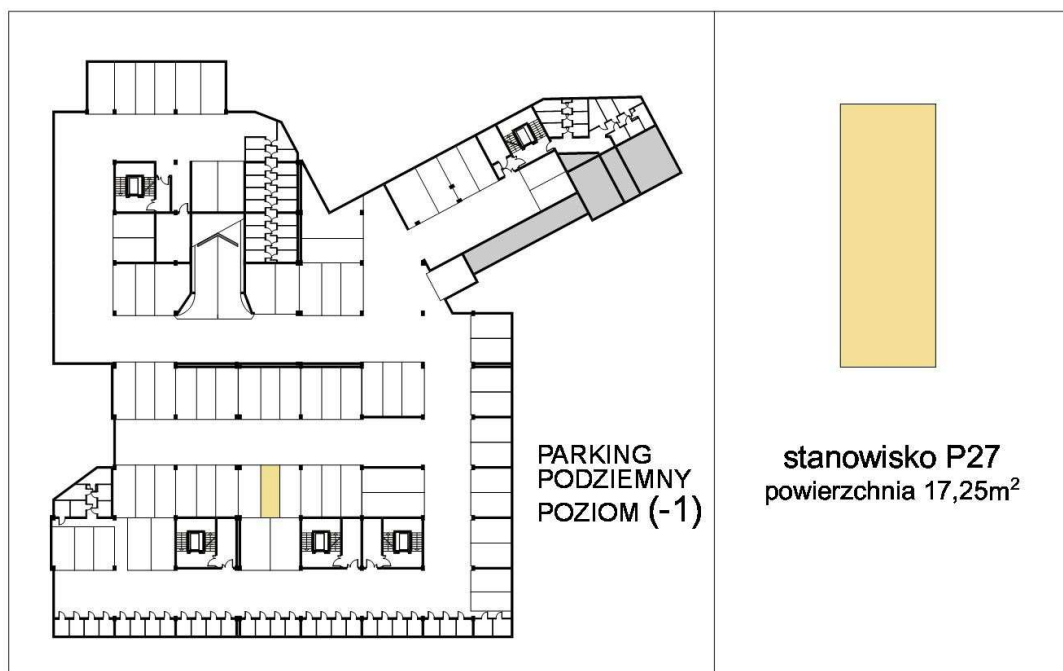 PARKING
PODZIEMNY
POZIOM (-1)
stanowisko P27
powierzchnia 17,25m²